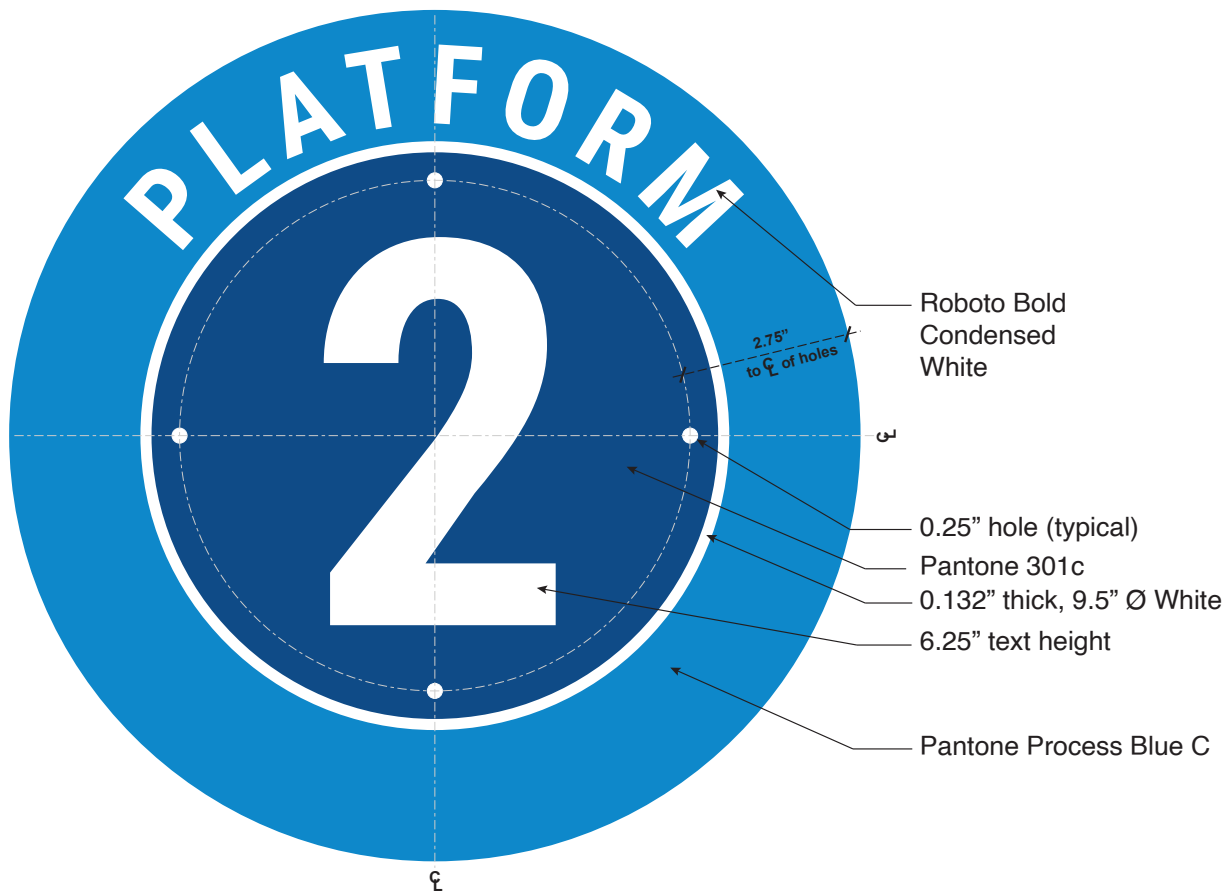 PLATFORM
2
Roboto Bold
Condensed
White
2.75”
to ℄ of holes
℄
0.25” hole (typical)
Pantone 301c
0.132” thick, 9.5” Ø White
6.25” text height
Pantone Process Blue C
℄